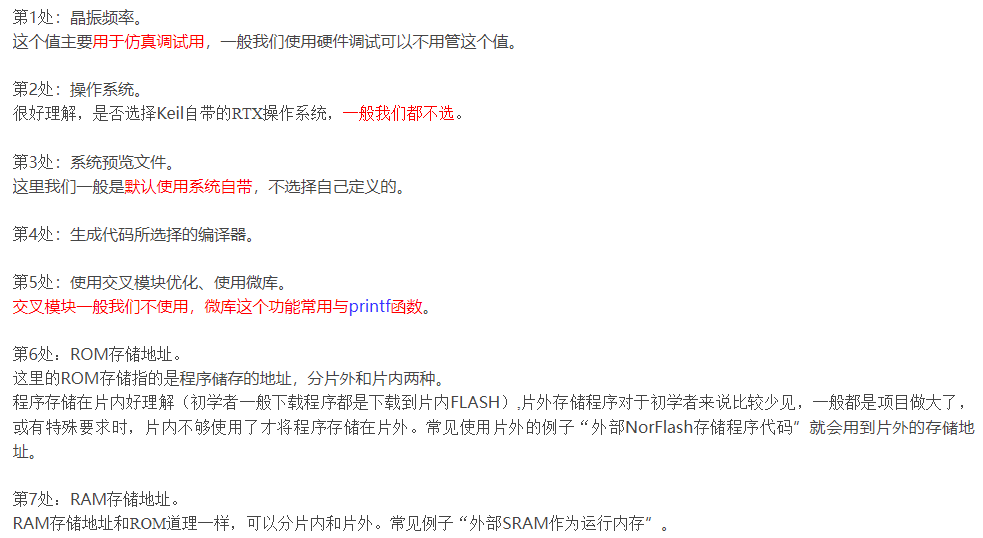 第1处：晶振频率。
这个值主要用于仿真调试用，一般我们使用硬件调试可以不用管这个值。
第2处：操作系统。
很好理解，是否选择Keil自带的RTX操作系统，一般我们都不选。
第3处：系统预览文件。
这里我们一般是默认使用系统自带，不选择自己定义的。
第4处：生成代码所选择的编译器。
第5处：使用交叉模块优化、使用微库。
交叉模块一般我们不使用，微库这个功能常用与printf函数。
第6处：ROM存储地址。
这里的ROM存储指的是程序储存的地址，分片外和片内两种。
程序存储在片内好理解（初学者一般下载程序都是下载到片内FLASH）,片外存储程序对于初学者来说比较少见，一般都是项目做大了，
或有特殊要求时，片内不够使用了才将程序存储在片外。常见使用片外的例子“外部NorFlash存储程序代码”就会用到片外的存储地
址。
第7处：RAM存储地址。
RAM存储地址和ROM道理一样，可以分片内和片外。常见例子“外部SRAM作为运行内存”。